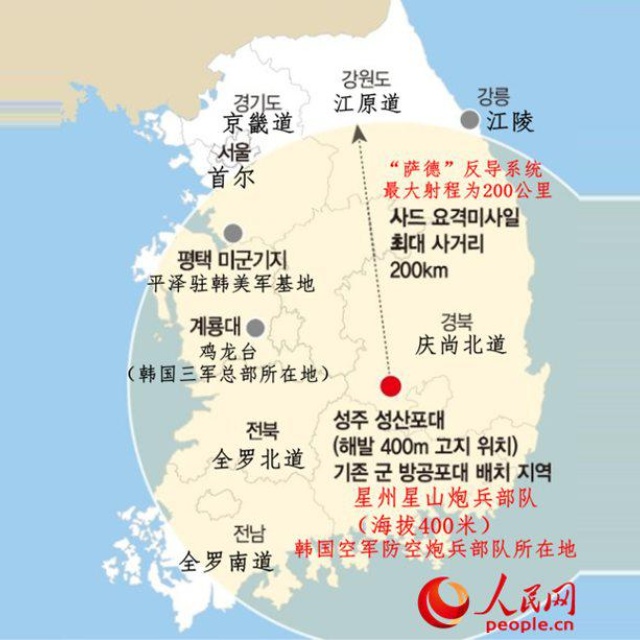 강원도
江原道
경기도
京畿道
강릉
江陵
서울
首尔
“萨德”反导系统
最大射程为200公里
사드 요격미사일
최대 사거리
200km
평택 미군기지
平泽驻韩美军基地
계룡대
鸡龙台
（韩国三军总部所在地）
경북
庆尚北道
성주 성산포대
(해발 400m 고지 위치)
기존 군 방공포대 배치 지역
星州星山炮兵部队
（海拔400米）
韩国空军防空炮兵部队所在地
전북
全罗北道
전남
全罗南道
人民网
people.cn